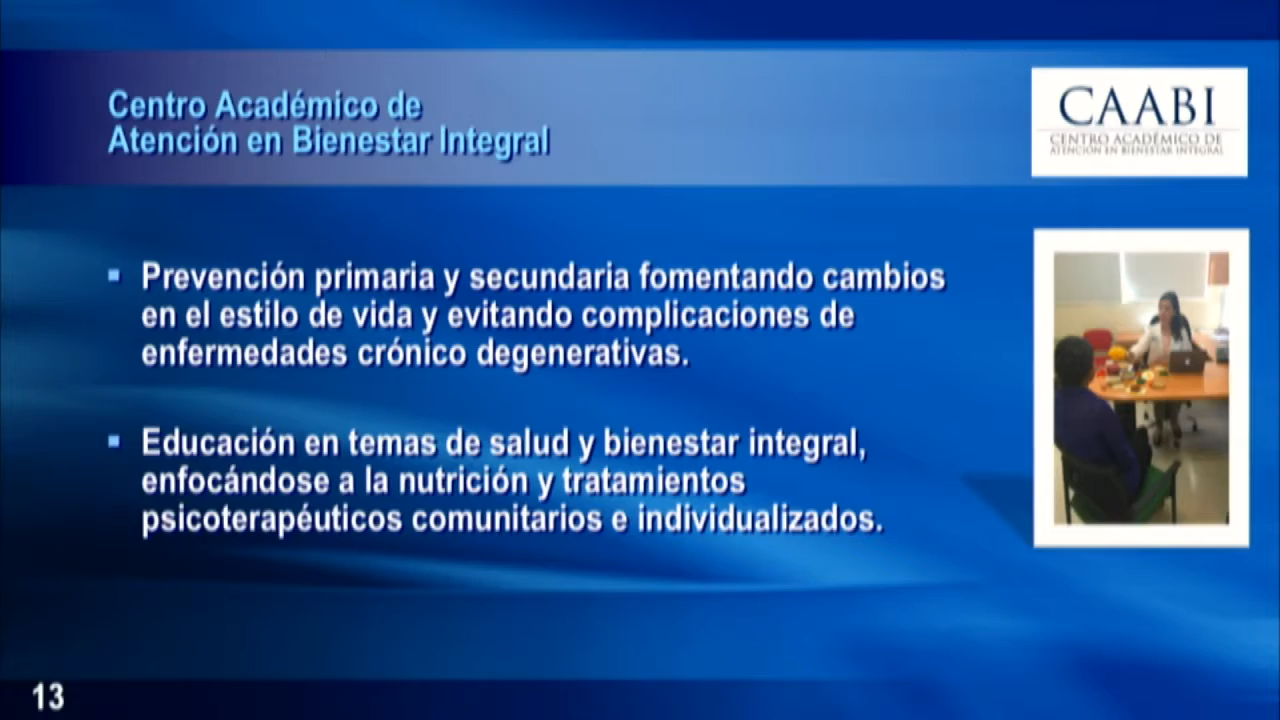 Centro Académico de
Atención en Bienestar Integral
CAABI
CENTRO ACADÉMICO DE
ATENCIÓN EN BIENESTAR INTEGRAL
Prevención primaria y secundaria fomentando cambios
en el estilo de vida y evitando complicaciones de
enfermedades crónico degenerativas.
Educación en temas de salud y bienestar integral,
enfocándose a la nutrición y tratamientos
psicoterapéuticos comunitarios e individualizados.
13